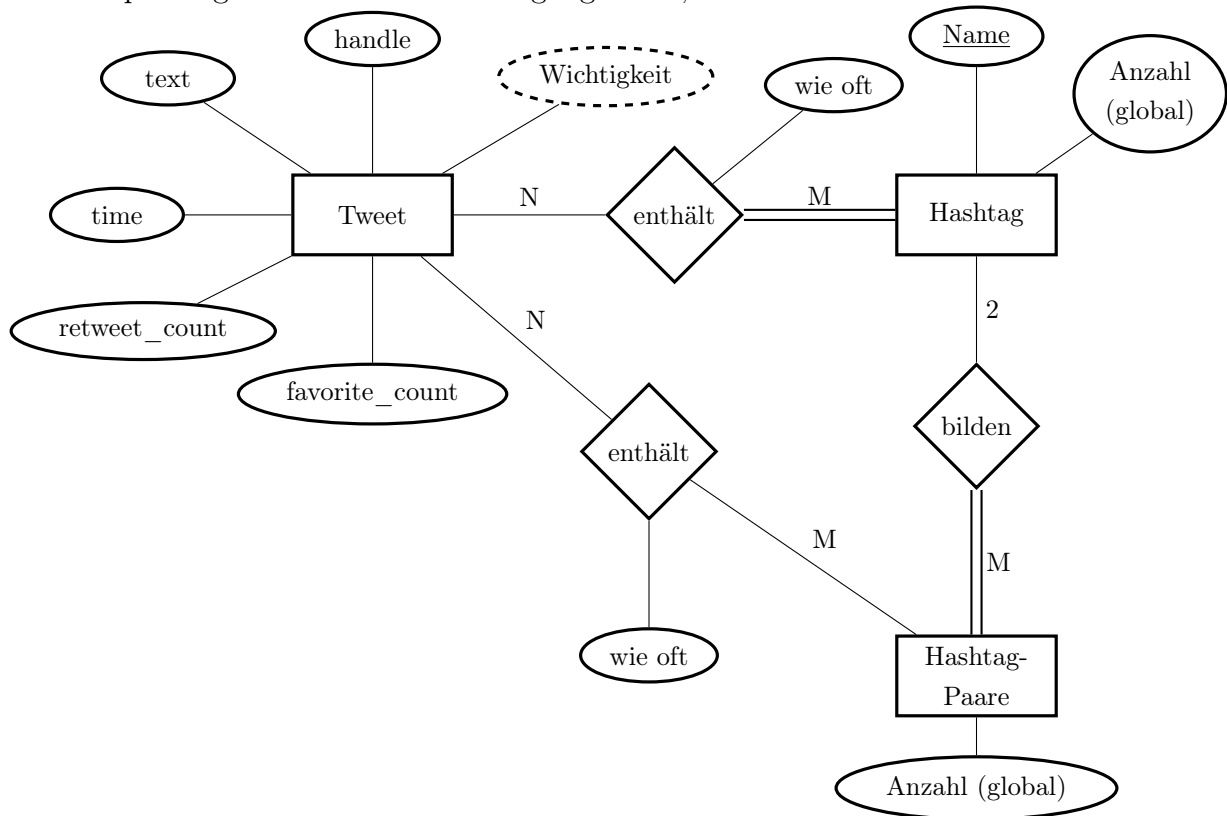 handle
Name
text
Wichtigkeit
wie oft
Anzahl
(global)
time
Tweet
N
enthält
M
Hashtag
retweet_count
N
2
favorite_count
enthält
bilden
M
M
wie oft
Hashtag-
Paare
Anzahl (global)